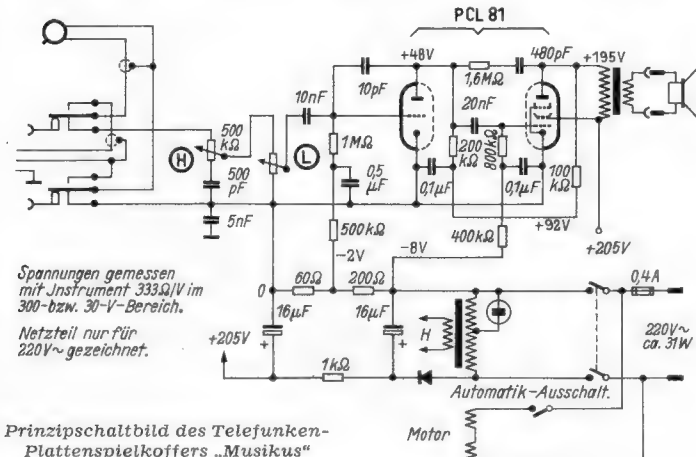 PCL 81
+48V
480pF
+195V
10pF
1,6MΩ
10nF
20nF
500
kΩ
H
L
1MΩ
200
kΩ
800kΩ
500
pF
0,5
µF
0,1µF
0,1µF
100
kΩ
5nF
+92V
500kΩ
400kΩ
-2V
-8V
+205V
Spannungen gemessen
mit Jnstrument 333Ω/V im
300-bzw. 30-V-Bereich.
Netzteil nur für
220V~ gezeichnet.
0
60Ω
200Ω
0,4A
16µF
16µF
H
220V~
ca. 31W
+205V
+
+
1kΩ
Automatik-Ausschalt.
Motor
Prinzipschaltbild des Telefunken-
Plattenspielkoffers „Musikus"